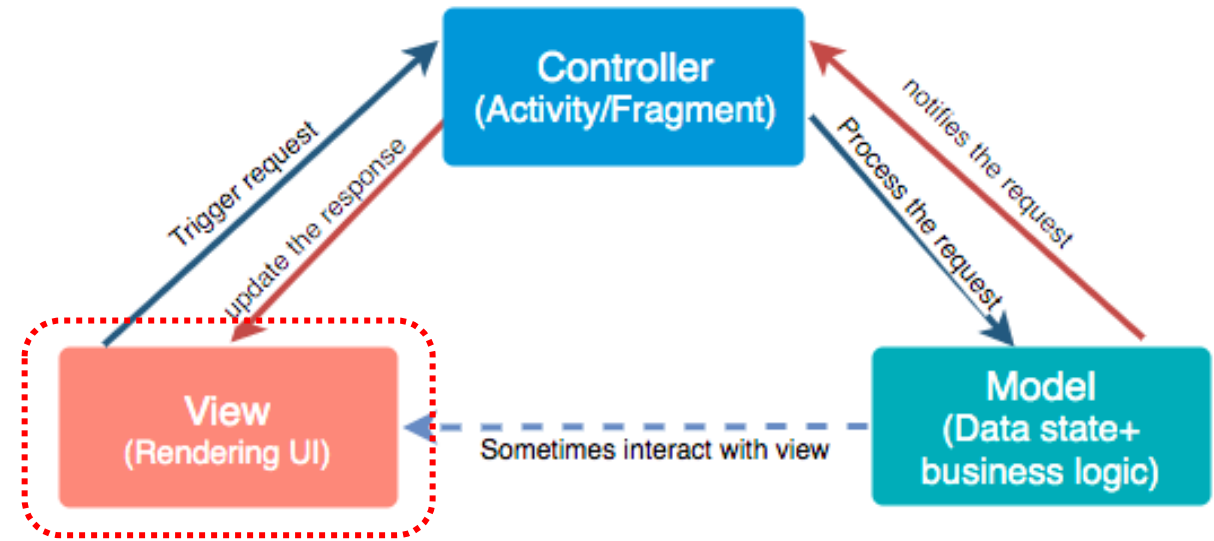 Controller
(Activity/Fragment)
Trigger request
update the response
Process the request
notifies the request
View
(Rendering UI)
Sometimes interact with view
Model
(Data state+
business logic)